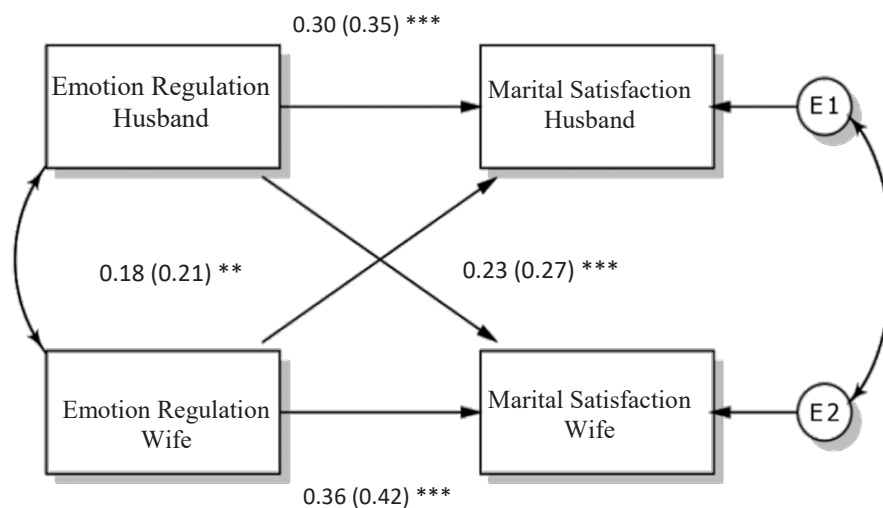 0.30 (0.35) ***
Emotion Regulation
Husband
Marital Satisfaction
Husband
E1
0.18 (0.21) **
0.23 (0.27) ***
Emotion Regulation
Wife
Marital Satisfaction
Wife
E2
0.36 (0.42) ***